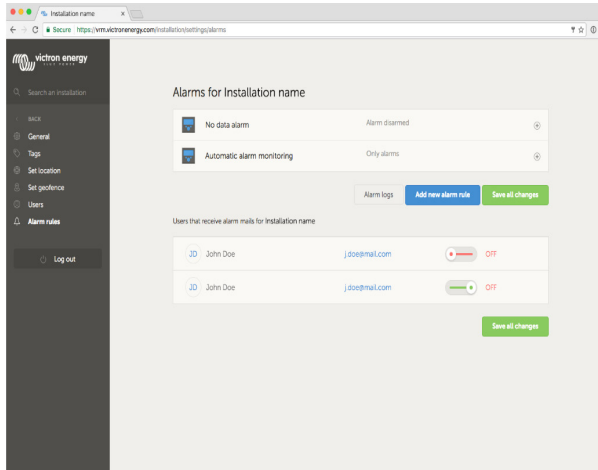 Installation name
Secure
https://vrm.victronenergy.com/installation/settings/alarms
victron energy
BLUE POWER
Search an installation
BACK
General
Tags
Set location
Set geofence
Users
Alarm rules
Log out
Alarms for Installation name
No data alarm
Alarm disarmed
Automatic alarm monitoring
Only alarms
Alarm logs
Add new alarm rule
Save all changes
Users that receive alarm mails for Installation name
JD
John Doe
j.doe@mail.com
OFF
JD
John Doe
j.doe@mail.com
OFF
Save all changes